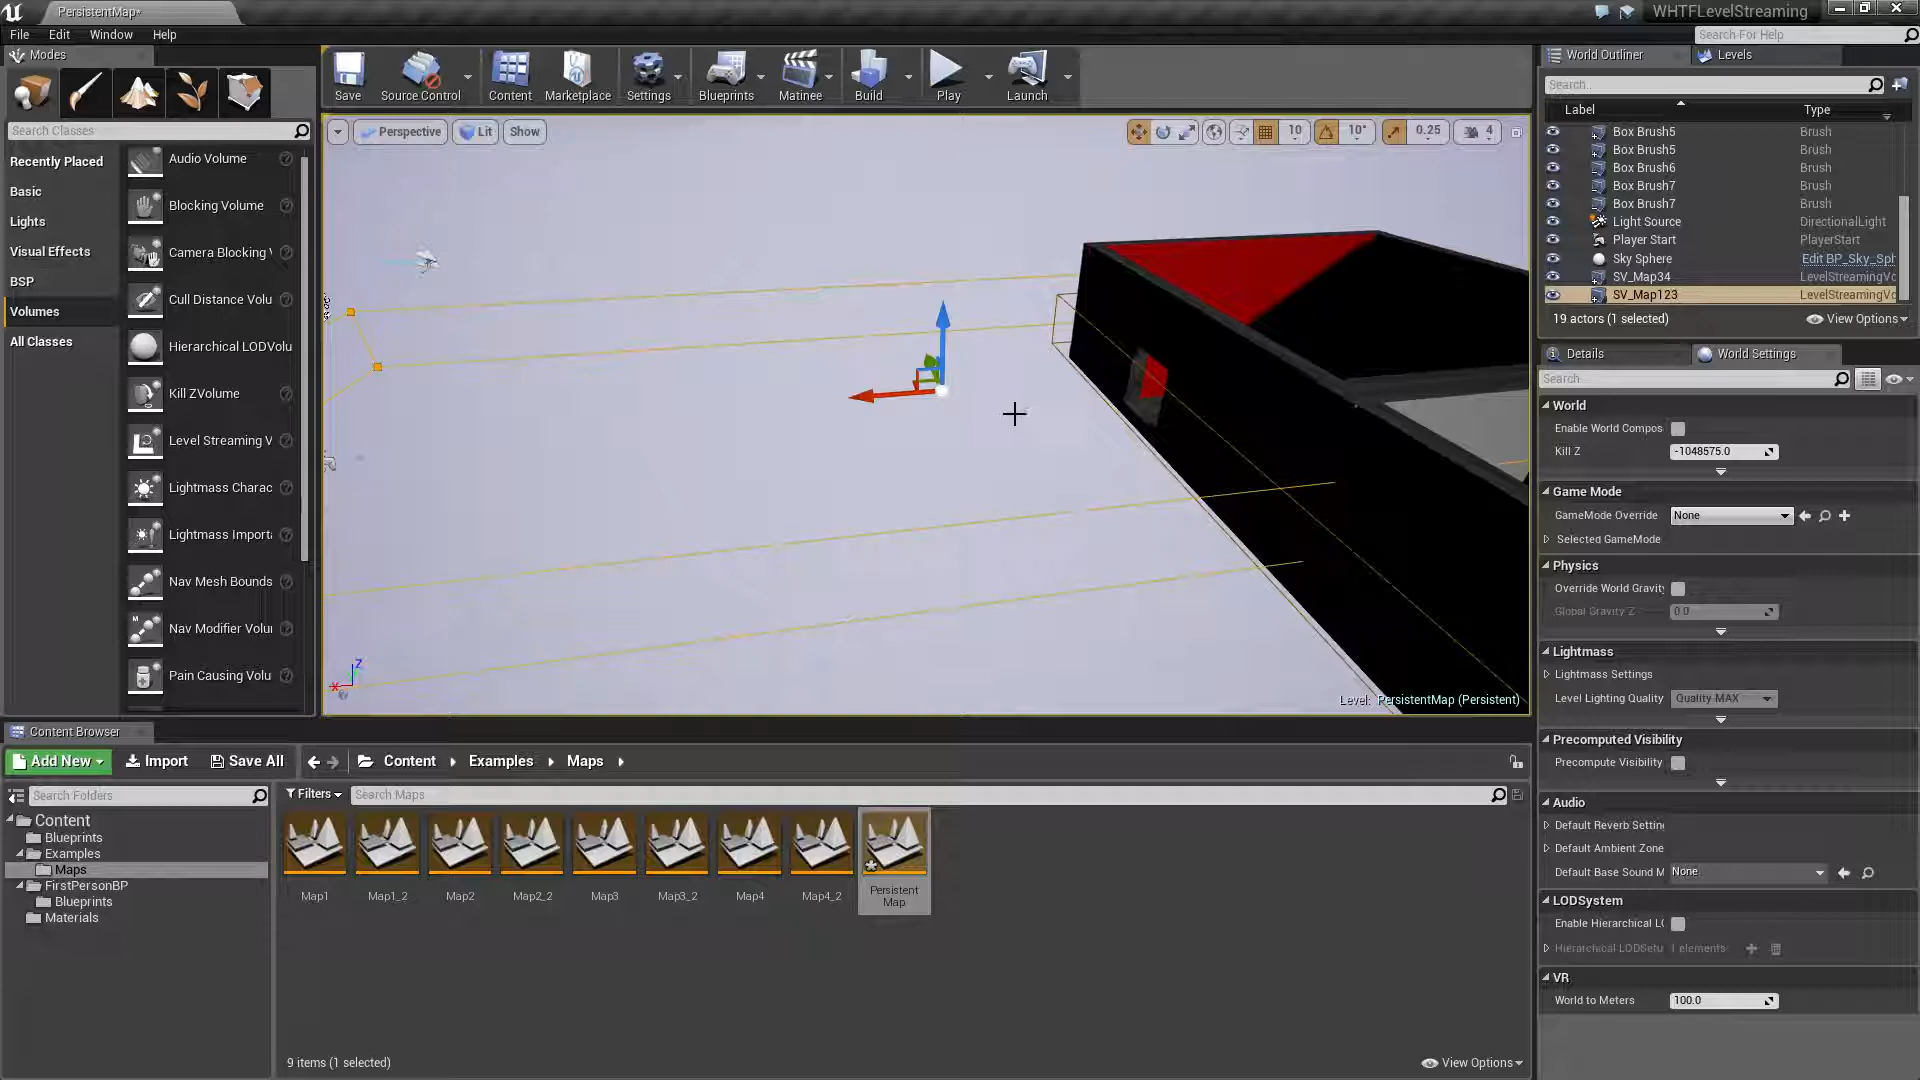 PersistentMap*
WHTFLevelStreaming
File Edit Window Help
Search For Help
Modes
Search Classes
Recently Placed
Basic
Lights
Visual Effects
BSP
Volumes
All Classes
Audio Volume
Blocking Volume
Camera Blocking V
Cull Distance Volu
Hierarchical LODVolu
Kill ZVolume
Level Streaming V
Lightmass Charac
Lightmass Importa
Nav Mesh Bounds
Nav Modifier Volu
Pain Causing Volu
Save
Source Control
Content
Marketplace
Settings
Blueprints
Matinee
Build
Play
Launch
Perspective
Lit
Show
10
10°
0.25
4
Z
X
Level: PersistentMap (Persistent)
World Outliner
Levels
Search...
Label Type
Box Brush5 Brush
Box Brush5 Brush
Box Brush6 Brush
Box Brush7 Brush
Box Brush7 Brush
Light Source DirectionalLight
Player Start PlayerStart
Sky Sphere Edit BP_Sky_Sph
SV_Map34 LevelStreamingVo
SV_Map123 LevelStreamingVo
19 actors (1 selected)
View Options
Details
World Settings
Search
World
Enable World Compos
Kill Z -1048575.0
Game Mode
GameMode Override None
Selected GameMode
Physics
Override World Gravity
Global Gravity Z 0.0
Lightmass
Lightmass Settings
Level Lighting Quality Quality MAX
Precomputed Visibility
Precompute Visibility
Audio
Default Reverb Settin
Default Ambient Zone
Default Base Sound M None
LODSystem
Enable Hierarchical LO
Hierarchical LODSetu 1 elements
VR
World to Meters 100.0
Content Browser
Add New
Import
Save All
Content Examples Maps
Search Folders
Filters
Search Maps
Content
Blueprints
Examples
Maps
FirstPersonBP
Blueprints
Materials
Map1
Map1_2
Map2
Map2_2
Map3
Map3_2
Map4
Map4_2
Persistent
Map
9 items (1 selected)
View Options